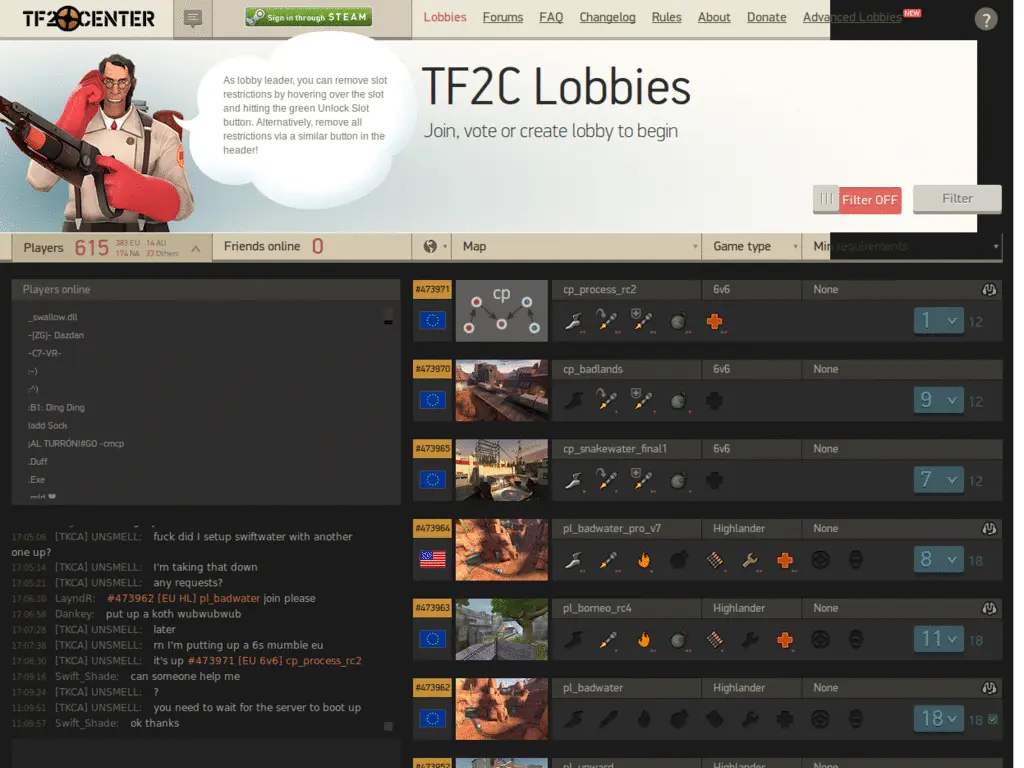 TF2CENTER
Sign in through STEAM
Lobbies Forums FAQ Changelog Rules About Donate Advanced Lobbies NEW
?
As lobby leader, you can remove slot
restrictions by hovering over the slot
and hitting the green Unlock Slot
button. Alternatively, remove all
restrictions via a similar button in the
header!
TF2C Lobbies
Join, vote or create lobby to begin
Filter OFF Filter
Players 615 383 EU 14 AU
174 NA 33 Others
Friends online 0
Map Game type Min requirements
Players online
_swallow.dll
-[ZG]- Dazdan
-C7-VR-
:-)
:^)
:B1: Ding Ding
!add Sock
¡AL TURRÓN!#GO -cmcp
.Duff
.Exe
.mld
17:05:06 [TKCA] UNSMELL: fuck did I setup swiftwater with another
one up?
17:05:14 [TKCA] UNSMELL: I'm taking that down
17:05:21 [TKCA] UNSMELL: any requests?
17:06:10 LayndR: #473962 [EU HL] pl_badwater join please
17:06:58 Dankey: put up a koth wubwubwub
17:07:28 [TKCA] UNSMELL: later
17:07:38 [TKCA] UNSMELL: rn I'm putting up a 6s mumble eu
17:08:30 [TKCA] UNSMELL: it's up #473971 [EU 6v6] cp_process_rc2
17:09:16 Swift_Shade: can someone help me
17:09:24 [TKCA] UNSMELL: ?
11:09:51 [TKCA] UNSMELL: you need to wait for the server to boot up
11:09:57 Swift_Shade: ok thanks
#473971 cp cp_process_rc2 6v6 None
1 12
#473970 cp_badlands 6v6 None
9 12
#473965 cp_snakewater_final1 6v6 None
7 12
#473964 pl_badwater_pro_v7 Highlander None
8 18
#473963 pl_borneo_rc4 Highlander None
11 18
#473962 pl_badwater Highlander None
18 18
#473952 pl_upward Highlander None